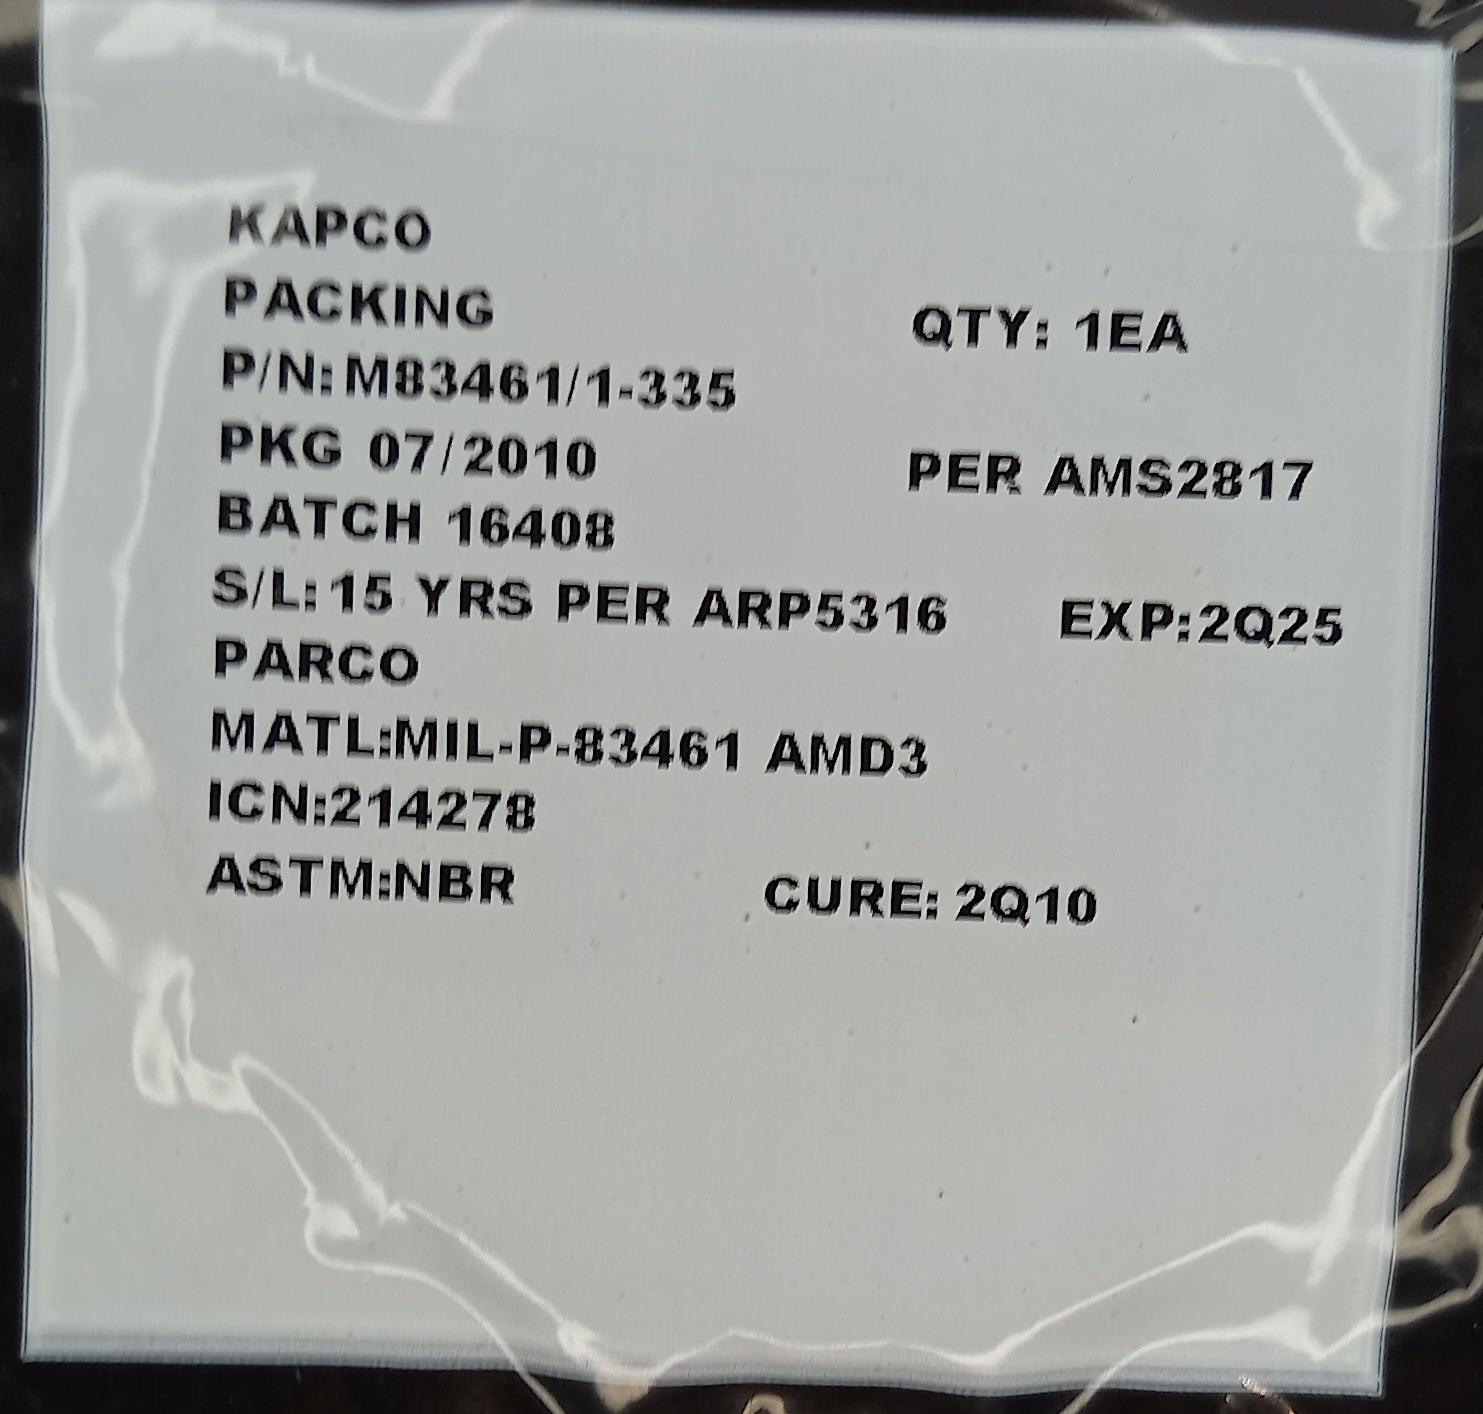 KAPCO
PACKING
QTY: 1EA
P/N:M83461/1-335
PKG 07/2010
PER AMS2817
BATCH 16408
S/L:15 YRS PER ARP5316 EXP:2Q25
PARCO
MATL:MIL-P-83461 AMD3
ICN:214278
ASTM:NBR CURE: 2Q10